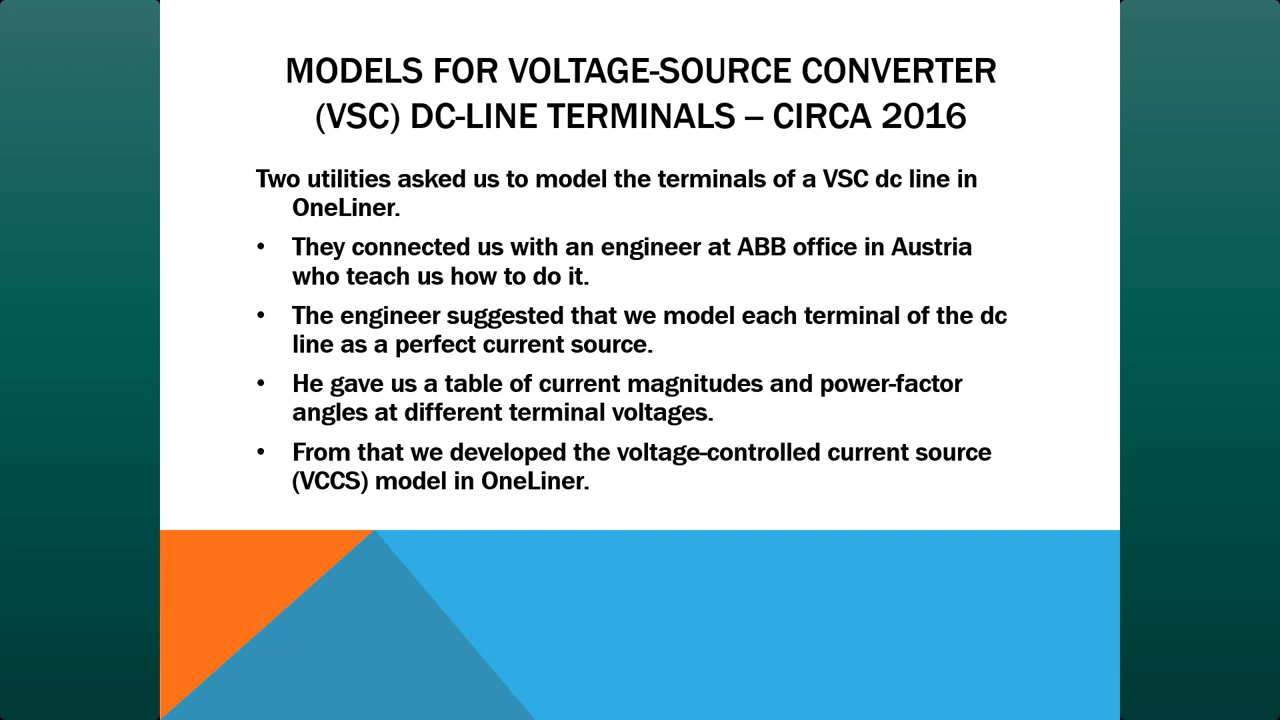 MODELS FOR VOLTAGE-SOURCE CONVERTER
(VSC) DC-LINE TERMINALS – CIRCA 2016
Two utilities asked us to model the terminals of a VSC dc line in
OneLiner.
• They connected us with an engineer at ABB office in Austria
who teach us how to do it.
• The engineer suggested that we model each terminal of the dc
line as a perfect current source.
• He gave us a table of current magnitudes and power-factor
angles at different terminal voltages.
• From that we developed the voltage-controlled current source
(VCCS) model in OneLiner.